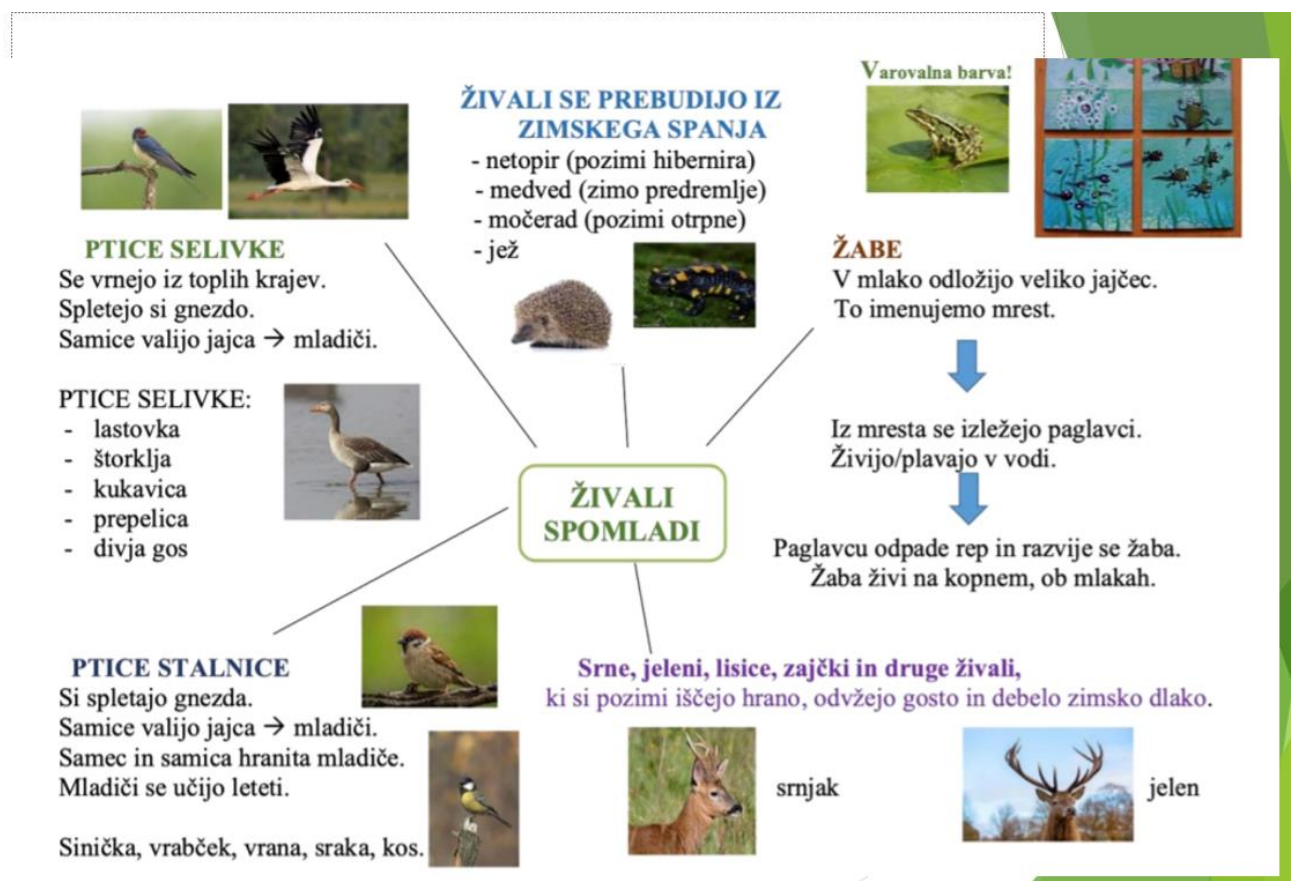 ŽIVALI SE PREBUDIJO IZ
ZIMSKEGA SPANJA
- netopir (pozimi hibernira)
- medved (zimo predremlje)
- močerad (pozimi otrpne)
- jež
Varovalna barva!
PTICE SELIVKE
Se vrnejo iz toplih krajev.
Spletejo si gnezdo.
Samice valijo jajca → mladiči.
PTICE SELIVKE:
- lastovka
- štorklja
- kukavica
- prepelica
- divja gos
ŽABE
V mlako odložijo veliko jajčec.
To imenujemo mrest.
Iz mresta se izležejo paglavci.
Živijo/plavajo v vodi.
Paglavcu odpade rep in razvije se žaba.
Žaba živi na kopnem, ob mlakah.
ŽIVALI
SPOMLADI
PTICE STALNICE
Si spletajo gnezda.
Samice valijo jajca → mladiči.
Samec in samica hranita mladiče.
Mladiči se učijo leteti.
Sinička, vrabček, vrana, sraka, kos.
Srne, jeleni, lisice, zajčki in druge živali,
ki si pozimi iščejo hrano, odvžejo gosto in debelo zimsko dlako.
srnjak
jelen